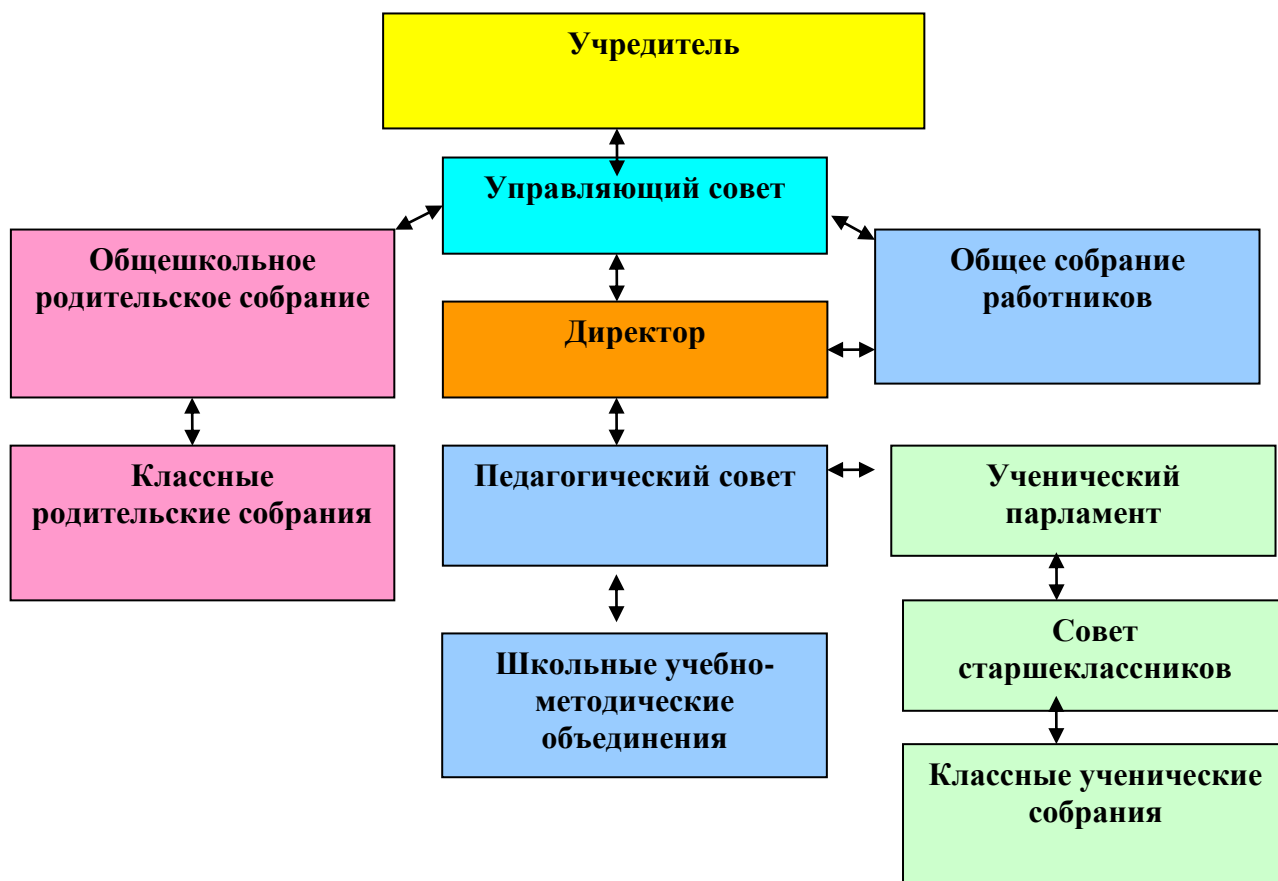 Учредитель
Управляющий совет
Общешкольное
родительское собрание
Общее собрание
работников
Директор
Классные
родительские собрания
Педагогический совет
Ученический
парламент
Школьные учебно-
методические
объединения
Совет
старшеклассников
Классные ученические
собрания